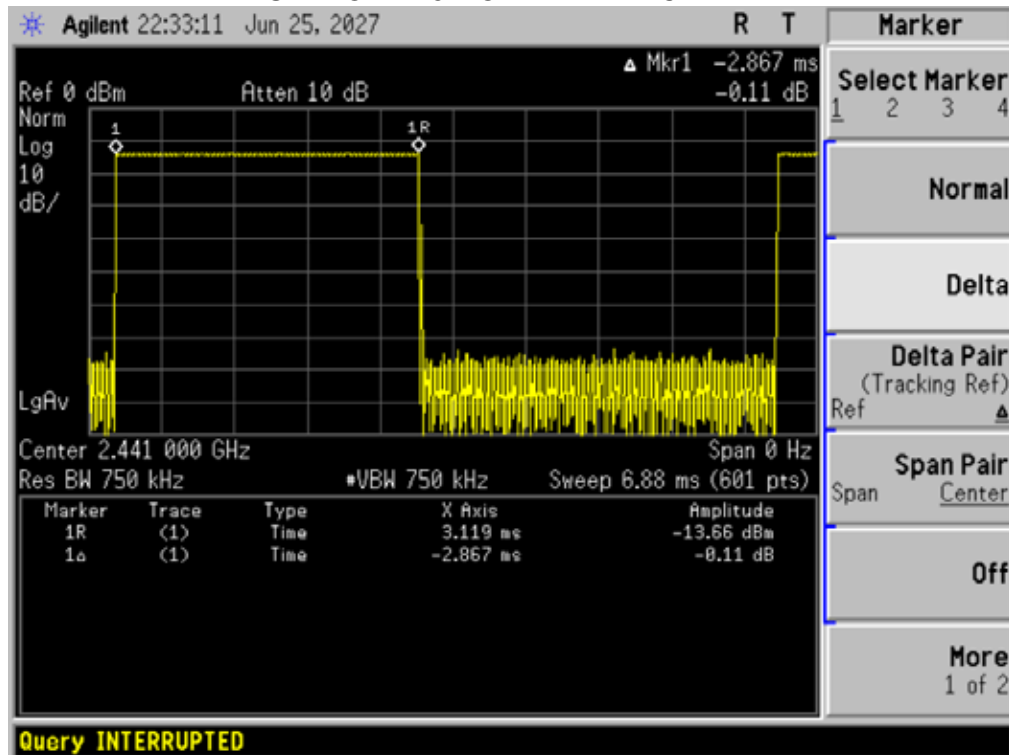 Agilent 22:33:11 Jun 25, 2027 R T
Δ Mkr1 -2.867 ms
Ref 0 dBm Atten 10 dB -0.11 dB
Norm
Log
10
dB/
1 1R
LgAv
Center 2.441 000 GHz Span 0 Hz
Res BW 750 kHz #VBW 750 kHz Sweep 6.88 ms (601 pts)
Marker Trace Type X Axis Amplitude
1R (1) Time 3.119 ms -13.66 dBm
1Δ (1) Time -2.867 ms -0.11 dB
Marker
Select Marker
1 2 3 4
Normal
Delta
Delta Pair
(Tracking Ref)
Ref Δ
Span Pair
Span Center
Off
More
1 of 2
Query INTERRUPTED